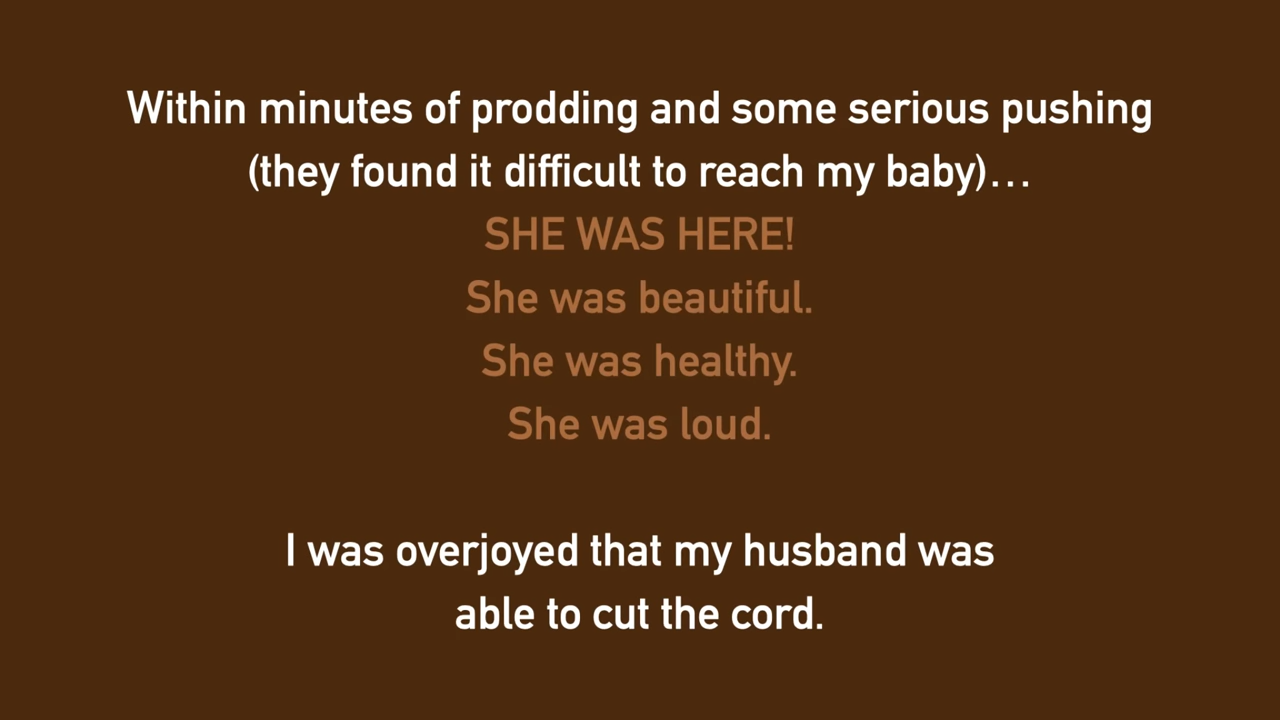 Within minutes of prodding and some serious pushing
(they found it difficult to reach my baby)…
SHE WAS HERE!
She was beautiful.
She was healthy.
She was loud.
I was overjoyed that my husband was
able to cut the cord.